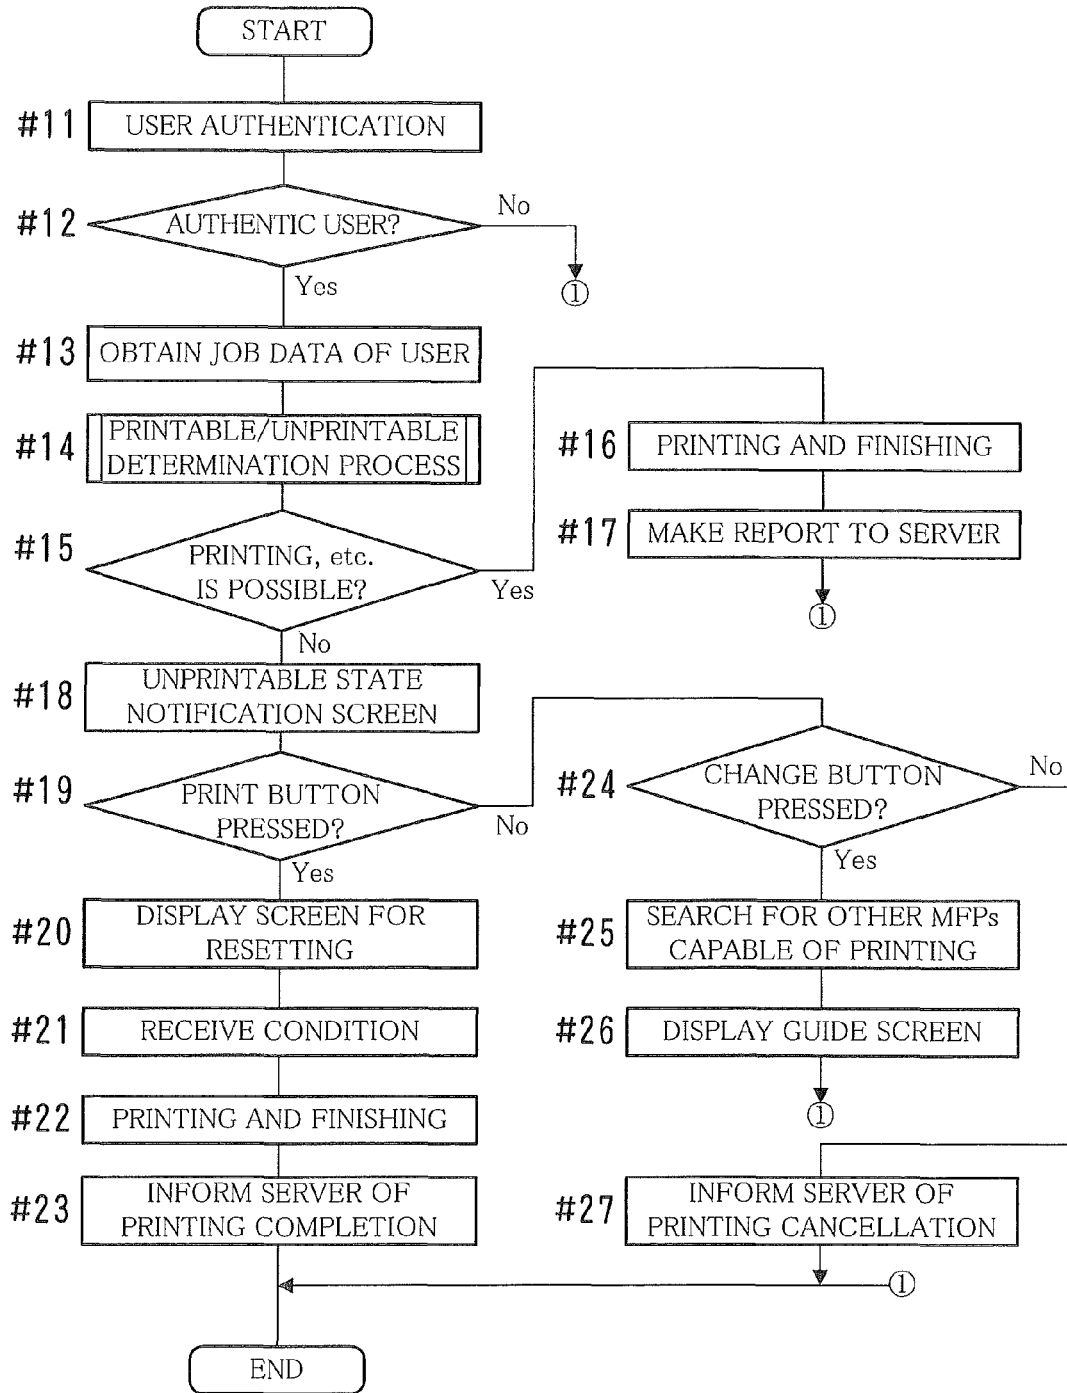 START
#11 USER AUTHENTICATION
#12 AUTHENTIC USER?
No
①
Yes
#13 OBTAIN JOB DATA OF USER
#14 PRINTABLE/UNPRINTABLE
DETERMINATION PROCESS
#15 PRINTING, etc.
IS POSSIBLE?
Yes
#16 PRINTING AND FINISHING
#17 MAKE REPORT TO SERVER
①
No
#18 UNPRINTABLE STATE
NOTIFICATION SCREEN
#19 PRINT BUTTON
PRESSED?
No
#24 CHANGE BUTTON
PRESSED?
No
Yes
Yes
#20 DISPLAY SCREEN FOR
RESETTING
#25 SEARCH FOR OTHER MFPs
CAPABLE OF PRINTING
#21 RECEIVE CONDITION
#26 DISPLAY GUIDE SCREEN
①
#22 PRINTING AND FINISHING
#23 INFORM SERVER OF
PRINTING COMPLETION
#27 INFORM SERVER OF
PRINTING CANCELLATION
①
END